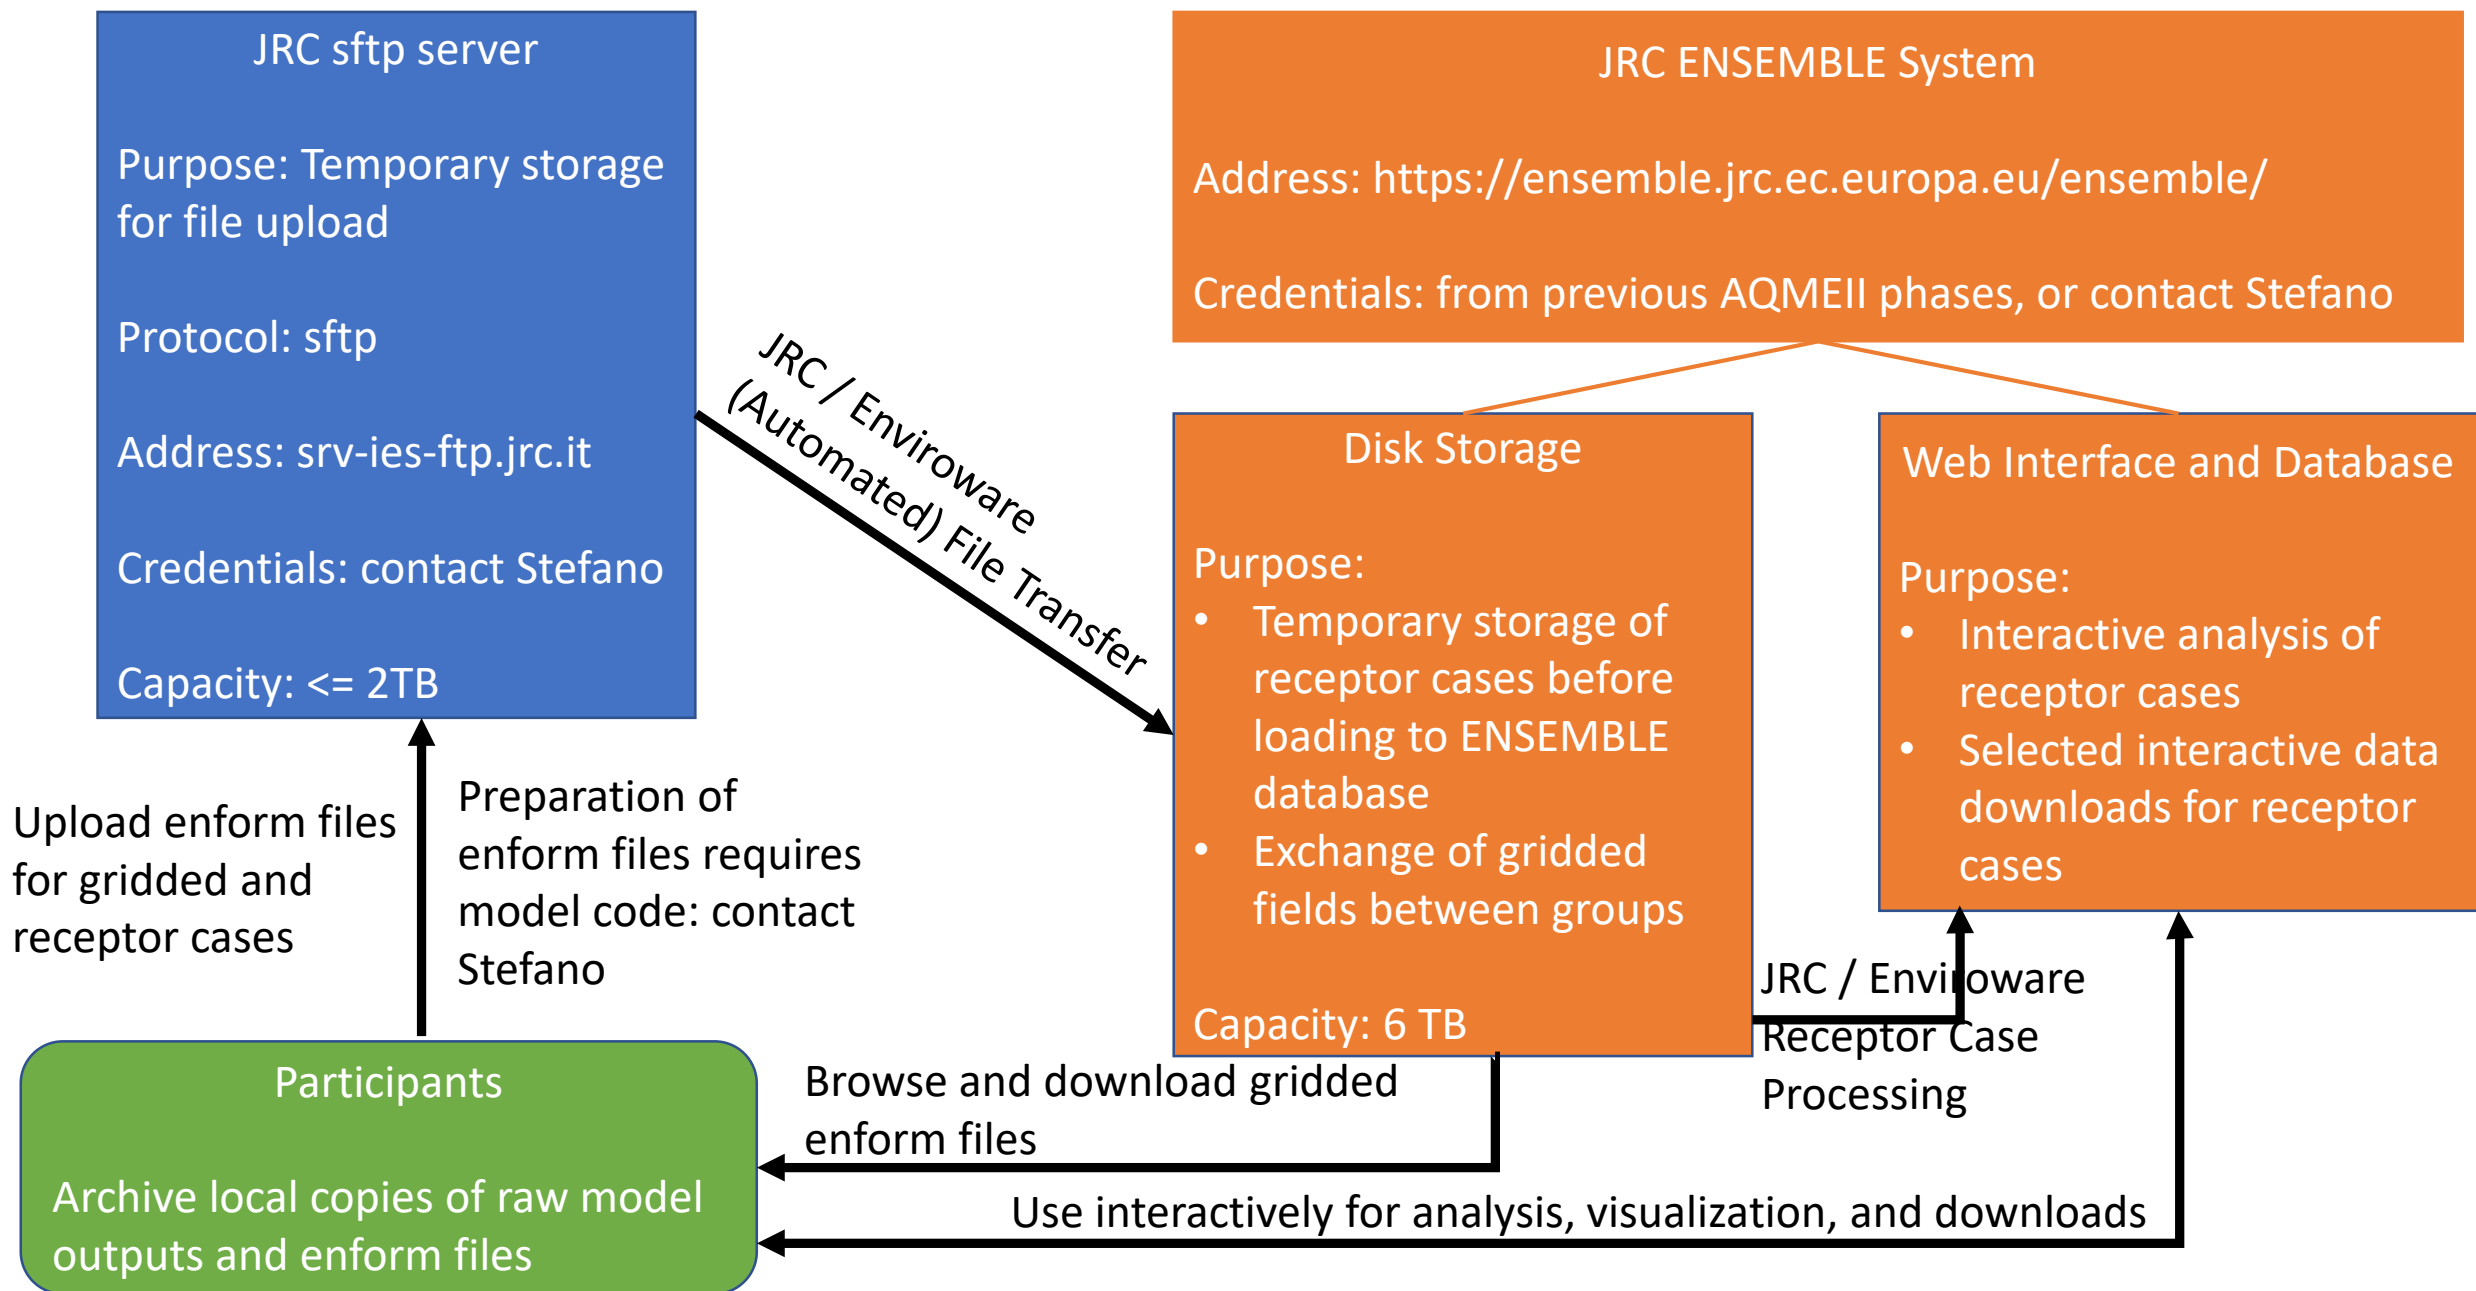 JRC sftp server
Purpose: Temporary storage
for file upload
Protocol: sftp
Address: srv-ies-ftp.jrc.it
Credentials: contact Stefano
Capacity: <= 2TB
JRC ENSEMBLE System
Address: https://ensemble.jrc.ec.europa.eu/ensemble/
Credentials: from previous AQMEII phases, or contact Stefano
JRC / Enviroware
(Automated) File Transfer
Disk Storage
Purpose:
• Temporary storage of
receptor cases before
loading to ENSEMBLE
database
• Exchange of gridded
fields between groups
Capacity: 6 TB
Web Interface and Database
Purpose:
• Interactive analysis of
receptor cases
• Selected interactive data
downloads for receptor
cases
Upload enform files
for gridded and
receptor cases
Preparation of
enform files requires
model code: contact
Stefano
JRC / Enviroware
Receptor Case
Processing
Participants
Archive local copies of raw model
outputs and enform files
Browse and download gridded
enform files
Use interactively for analysis, visualization, and downloads